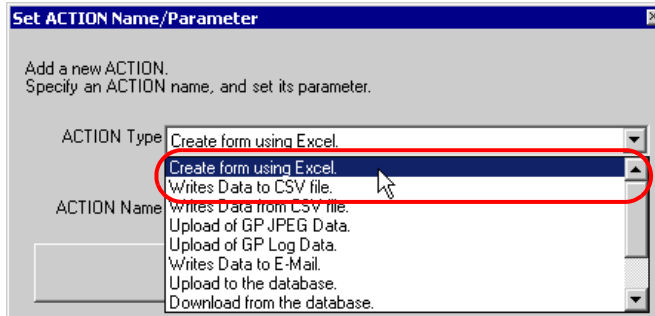 Set ACTION Name/Parameter
Add a new ACTION.
Specify an ACTION name, and set its parameter.
ACTION Type
Create form using Excel.
Create form using Excel.
Writes Data to CSV file.
ACTION Name
Writes Data from CSV file.
Upload of GP JPEG Data.
Upload of GP Log Data.
Writes Data to E-Mail.
Upload to the database.
Download from the database.